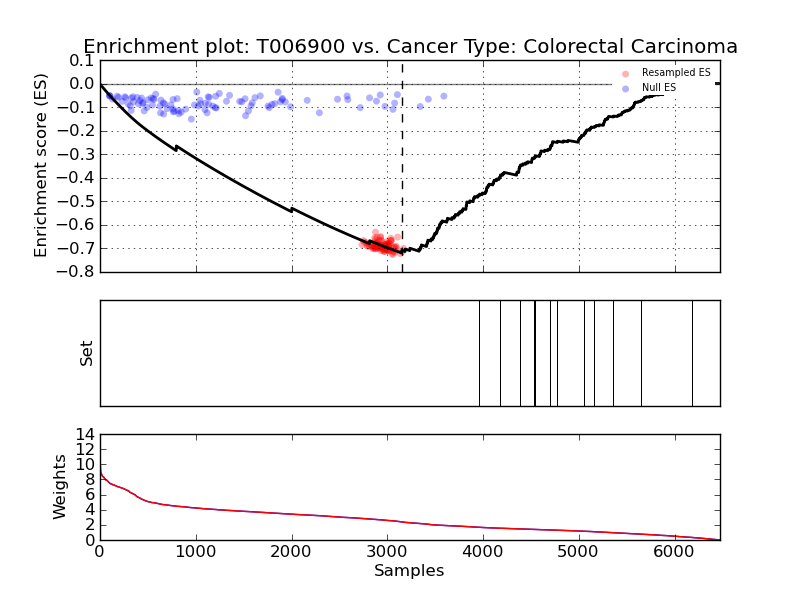 Enrichment plot: T006900 vs. Cancer Type: Colorectal Carcinoma
0.1
0.0
−0.1
−0.2
−0.3
−0.4
−0.5
−0.6
−0.7
−0.8
Enrichment score (ES)
Resampled ES
Null ES
Set
14
12
10
8
6
4
2
0
Weights
0 1000 2000 3000 4000 5000 6000
Samples